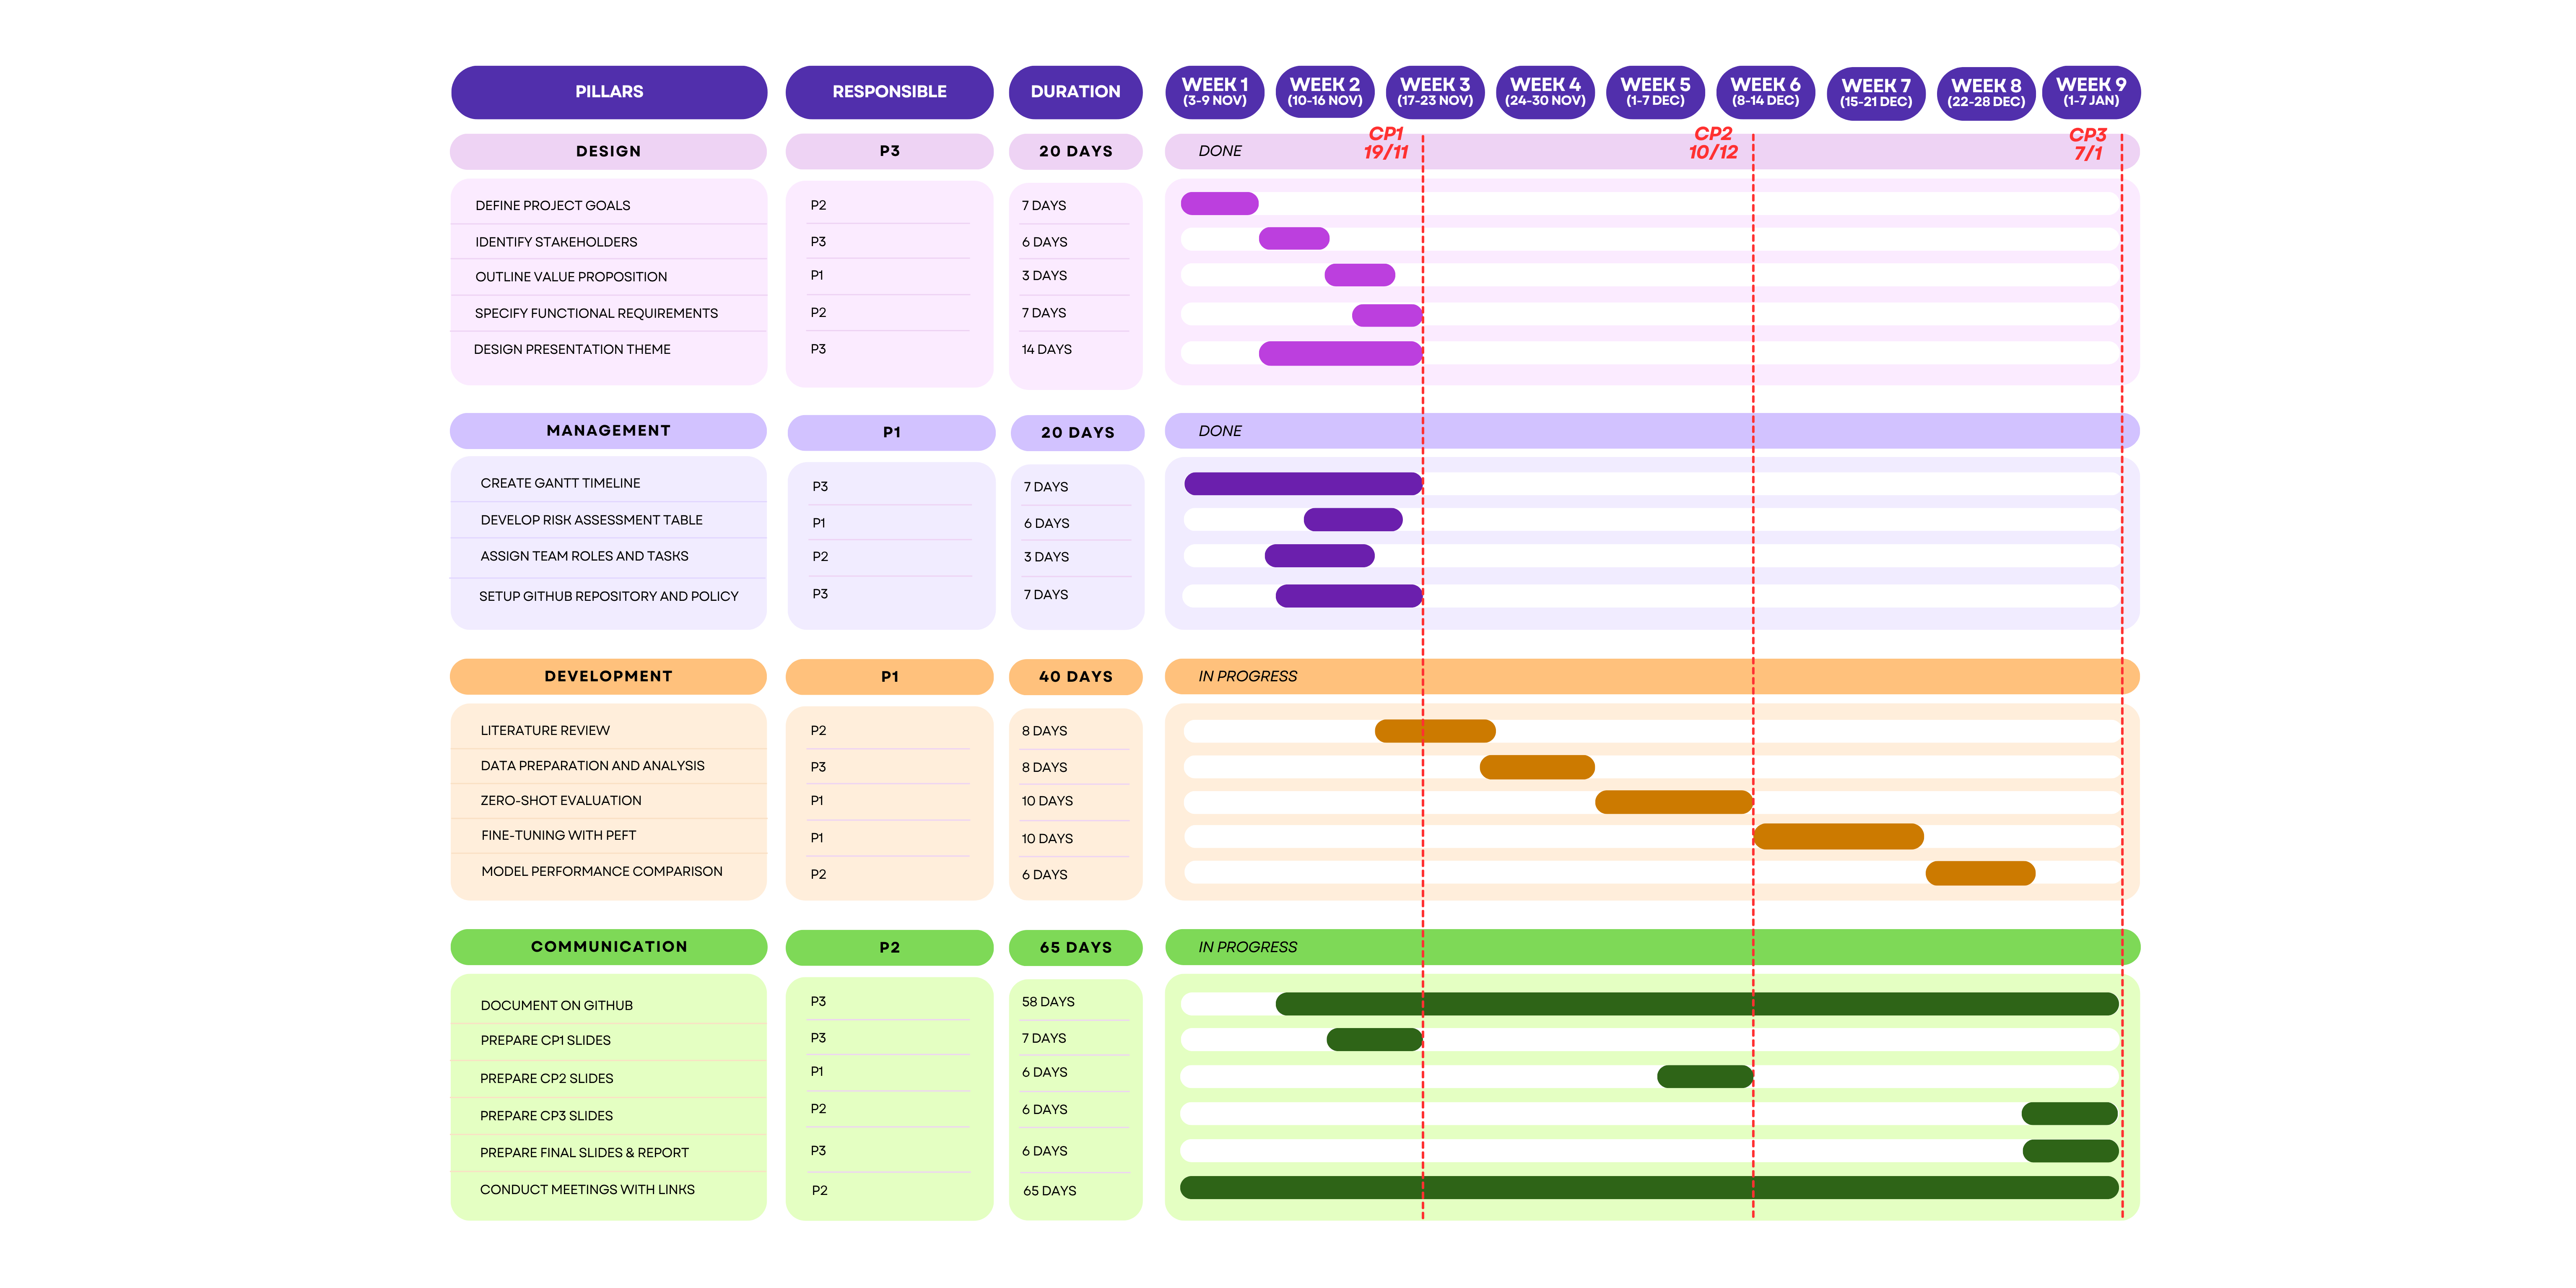 PILLARS RESPONSIBLE DURATION WEEK 1 WEEK 2 WEEK 3 WEEK 4 WEEK 5 WEEK 6 WEEK 7 WEEK 8 WEEK 9
(3-9 NOV) (10-16 NOV) (17-23 NOV) (24-30 NOV) (1-7 DEC) (8-14 DEC) (15-21 DEC) (22-28 DEC) (1-7 JAN)
CP1 CP2 CP3
19/11 10/12 7/1
DESIGN P3 20 DAYS DONE
DEFINE PROJECT GOALS P2 7 DAYS
IDENTIFY STAKEHOLDERS P3 6 DAYS
OUTLINE VALUE PROPOSITION P1 3 DAYS
SPECIFY FUNCTIONAL REQUIREMENTS P2 7 DAYS
DESIGN PRESENTATION THEME P3 14 DAYS
MANAGEMENT P1 20 DAYS DONE
CREATE GANTT TIMELINE P3 7 DAYS
DEVELOP RISK ASSESSMENT TABLE P1 6 DAYS
ASSIGN TEAM ROLES AND TASKS P2 3 DAYS
SETUP GITHUB REPOSITORY AND POLICY P3 7 DAYS
DEVELOPMENT P1 40 DAYS IN PROGRESS
LITERATURE REVIEW P2 8 DAYS
DATA PREPARATION AND ANALYSIS P3 8 DAYS
ZERO-SHOT EVALUATION P1 10 DAYS
FINE-TUNING WITH PEFT P1 10 DAYS
MODEL PERFORMANCE COMPARISON P2 6 DAYS
COMMUNICATION P2 65 DAYS IN PROGRESS
DOCUMENT ON GITHUB P3 58 DAYS
PREPARE CP1 SLIDES P3 7 DAYS
PREPARE CP2 SLIDES P1 6 DAYS
PREPARE CP3 SLIDES P2 6 DAYS
PREPARE FINAL SLIDES & REPORT P3 6 DAYS
CONDUCT MEETINGS WITH LINKS P2 65 DAYS